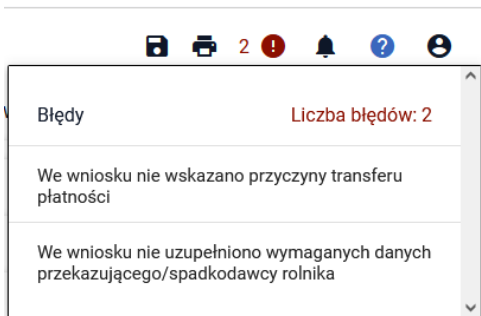 2
Błędy Liczba błędów: 2
We wniosku nie wskazano przyczyny transferu
płatności
We wniosku nie uzupełniono wymaganych danych
przekazującego/spadkodawcy rolnika